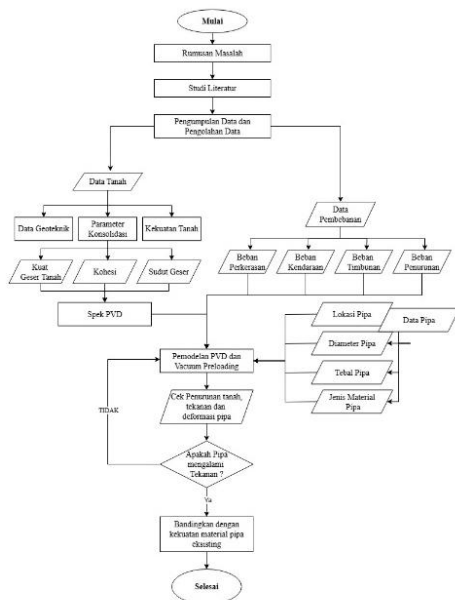 Mulai
Rumusan Masalah
Studi Literatur
Pengumpulan Data dan
Pengolahan Data
Data Tanah
Data
Pembebanan
Data Geoteknik
Parameter
Konsolidasi
Kekuatan Tanah
Kuat
Geser Tanah
Kohesi
Sudut Geser
Beban
Perkerasan
Beban
Kendaraan
Beban
Timbunan
Beban
Penurunan
Spek PVD
Lokasi Pipa
Data Pipa
Diameter Pipa
Tebal Pipa
Jenis Material
Pipa
Pemodelan PVD dan
Vacuum Preloading
TIDAK
Cek Penurunan tanah,
tekanan dan
deformasi pipa
Apakah Pipa
mengalami
Tekanan ?
Ya
Bandingkan dengan
kekuatan material pipa
eksisting
Selesai